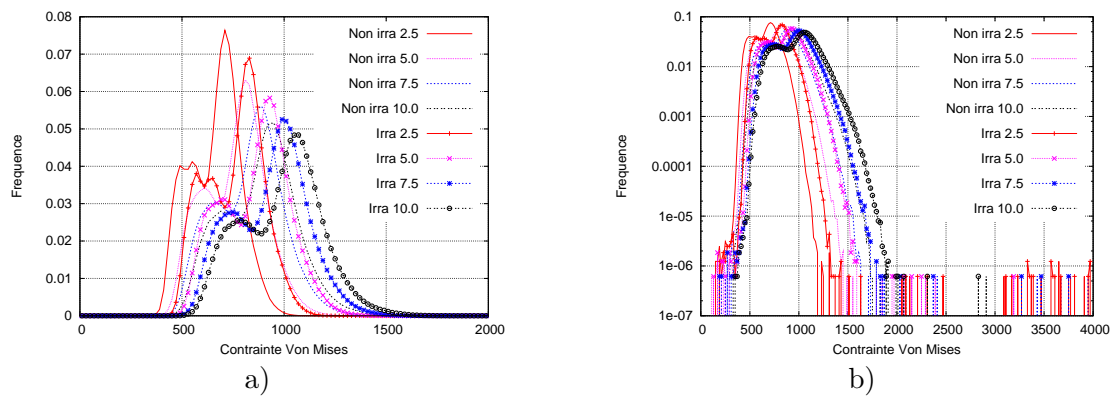 0.08
0.07
0.06
0.05
0.04
0.03
0.02
0.01
0
Frequence
0
500
1000
1500
2000
Contrainte Von Mises
Non irra 2.5
Non irra 5.0
Non irra 7.5
Non irra 10.0
Irra 2.5
Irra 5.0
Irra 7.5
Irra 10.0
a)
0.1
0.01
0.001
0.0001
1e-05
1e-06
1e-07
Frequence
0
500
1000
1500
2000
2500
3000
3500
4000
Contrainte Von Mises
Non irra 2.5
Non irra 5.0
Non irra 7.5
Non irra 10.0
Irra 2.5
Irra 5.0
Irra 7.5
Irra 10.0
b)